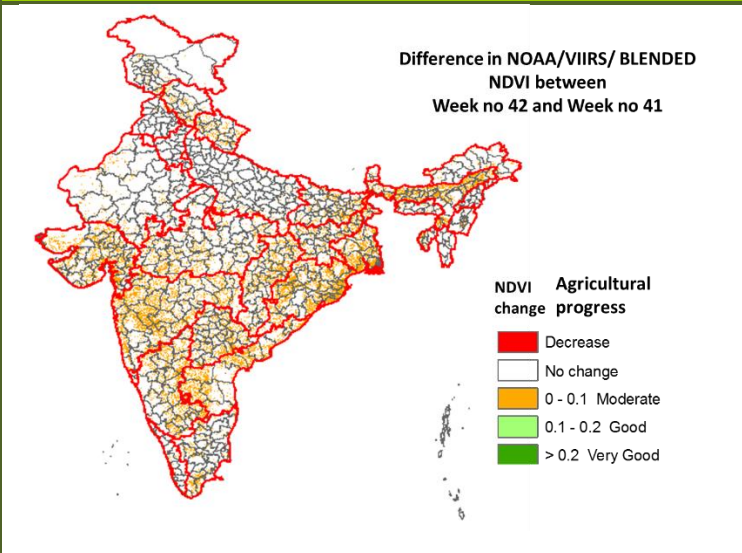 Difference in NOAA/VIIRS/ BLENDED
NDVI between
Week no 42 and Week no 41
NDVI change
Agricultural progress
Decrease
No change
0 - 0.1 Moderate
0.1 - 0.2 Good
> 0.2 Very Good